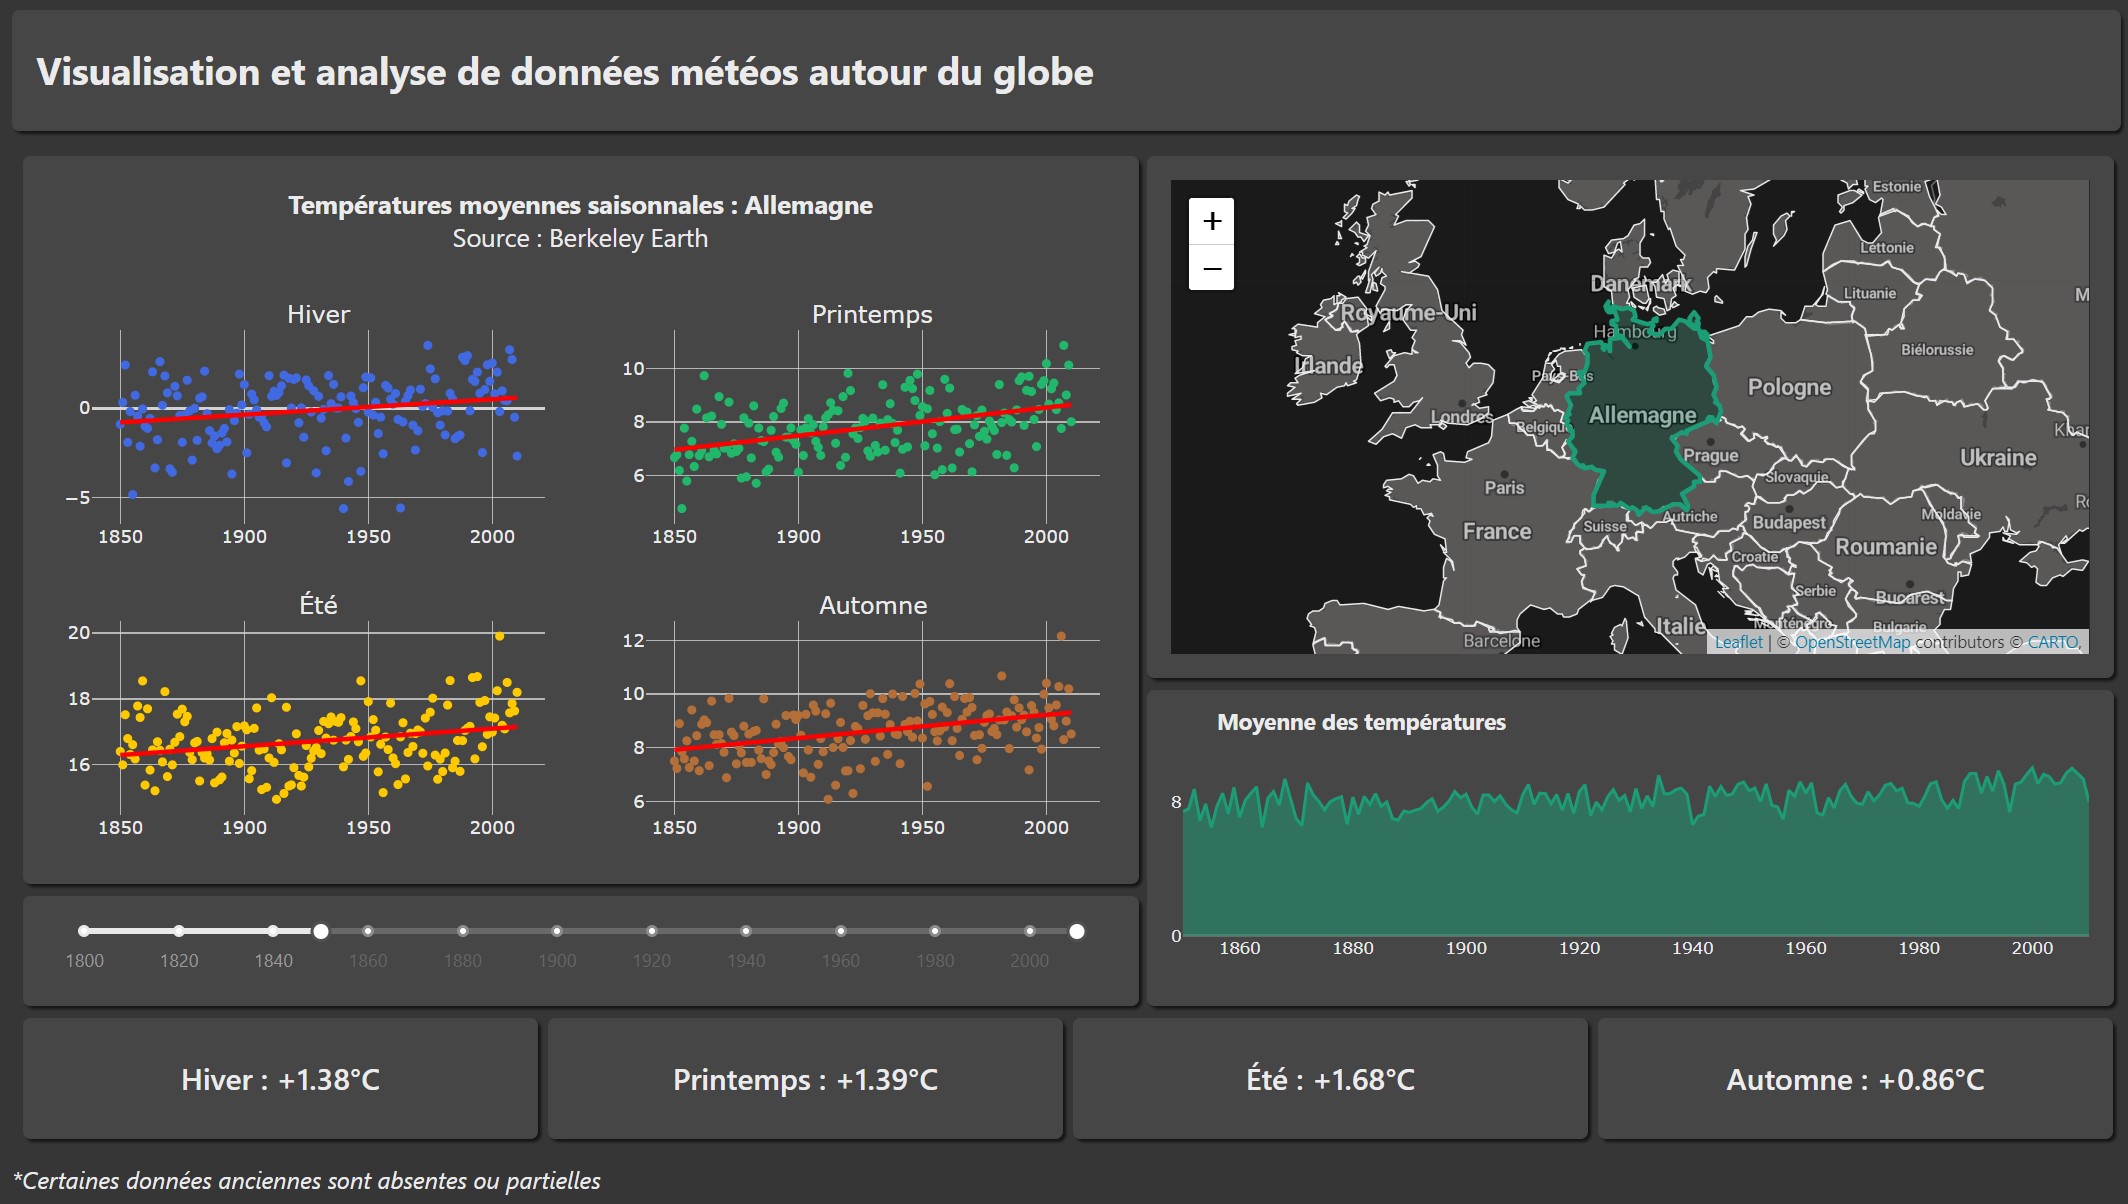 Visualisation et analyse de données météos autour du globe
Températures moyennes saisonnales : Allemagne
Source : Berkeley Earth
Hiver
0
−5
1850 1900 1950 2000
Printemps
10
8
6
1850 1900 1950 2000
Été
20
18
16
1850 1900 1950 2000
Automne
12
10
8
6
1850 1900 1950 2000
1800 1820 1840 1860 1880 1900 1920 1940 1960 1980 2000
+
−
Estonie
Lettonie
Danemark
Lituanie
M
Royaume-Uni
Hambourg
Biélorussie
Irlande
Pays-Bas
Pologne
Londres
Allemagne
Belgiqu
Khar
Prague
Ukraine
Slovaquie
Paris
R
Autriche
Moldavie
Suisse
Budapest
France
Roumanie
Croatie
Serbie
Bucarest
Monténégro
Italie
Bulgarie
Barcelone
Leaflet | © OpenStreetMap contributors © CARTO,
Moyenne des températures
8
0
1860 1880 1900 1920 1940 1960 1980 2000
Hiver : +1.38°C
Printemps : +1.39°C
Été : +1.68°C
Automne : +0.86°C
*Certaines données anciennes sont absentes ou partielles